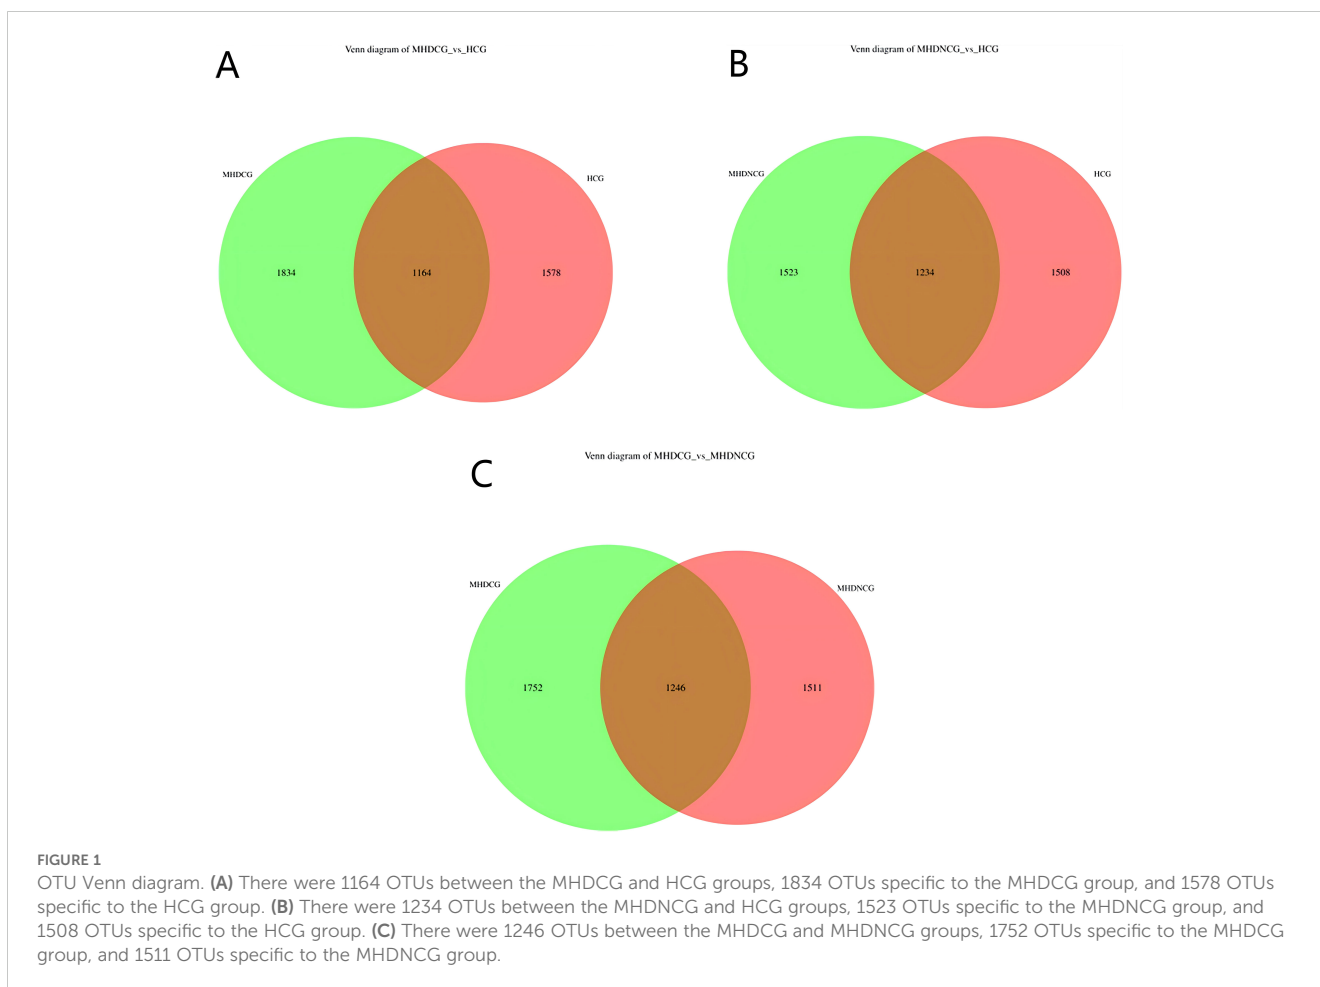 A
Venn diagram of MHDCG_vs_HCG
MHDCG
HCG
1834
1164
1578
B
Venn diagram of MHDNCG_vs_HCG
MHDNCG
HCG
1523
1234
1508
C
Venn diagram of MHDCG_vs_MHDNCG
MHDCG
MHDNCG
1752
1246
1511
FIGURE 1
OTU Venn diagram. (A) There were 1164 OTUs between the MHDCG and HCG groups, 1834 OTUs specific to the MHDCG group, and 1578 OTUs
specific to the HCG group. (B) There were 1234 OTUs between the MHDNCG and HCG groups, 1523 OTUs specific to the MHDNCG group, and
1508 OTUs specific to the HCG group. (C) There were 1246 OTUs between the MHDCG and MHDNCG groups, 1752 OTUs specific to the MHDCG
group, and 1511 OTUs specific to the MHDNCG group.